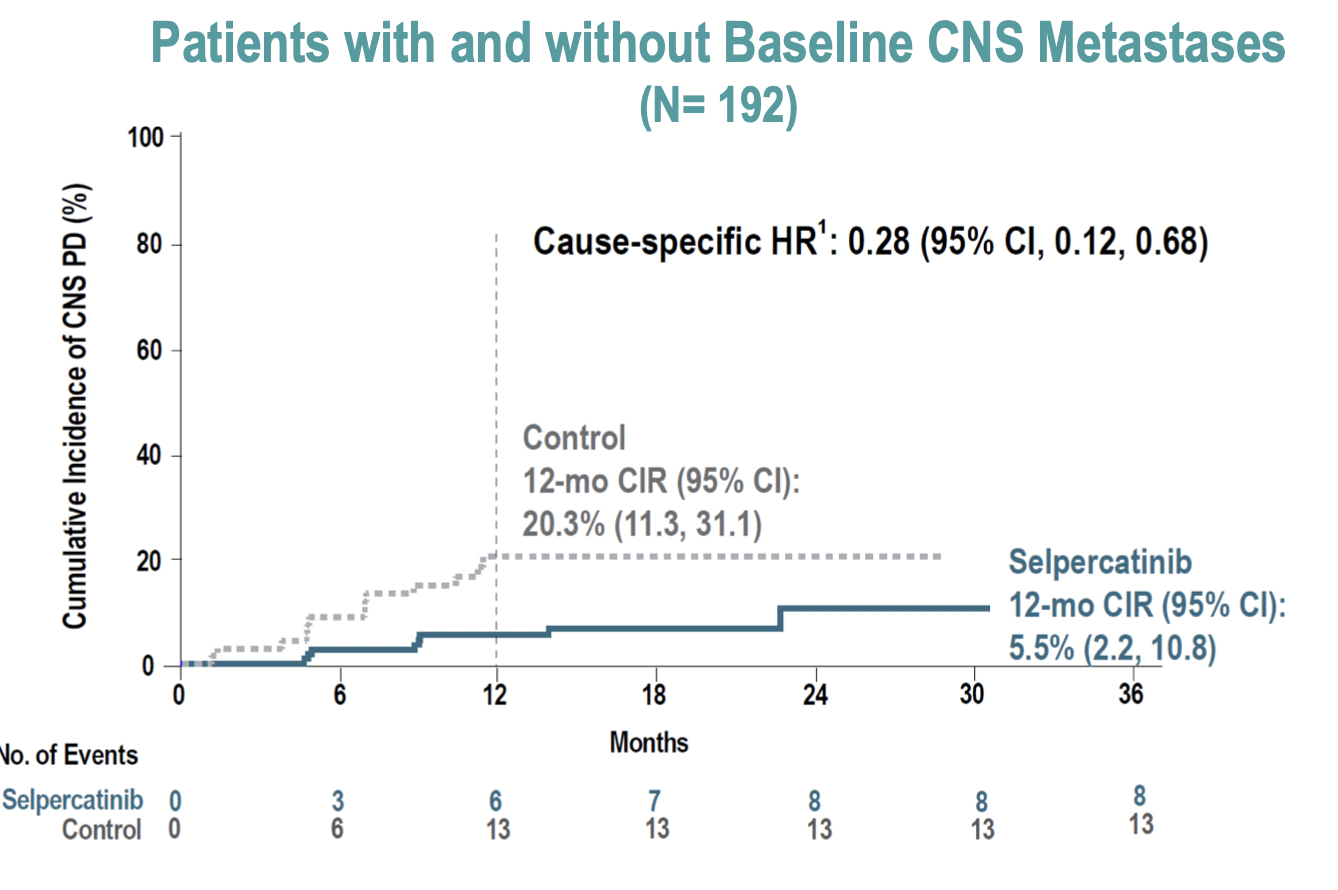 Patients with and without Baseline CNS Metastases
(N= 192)
Cumulative Incidence of CNS PD (%)
100
80
60
40
20
0
Cause-specific HR¹: 0.28 (95% CI, 0.12, 0.68)
Control
12-mo CIR (95% CI):
20.3% (11.3, 31.1)
Selpercatinib
12-mo CIR (95% CI):
5.5% (2.2, 10.8)
0 6 12 18 24 30 36
Months
No. of Events
Selpercatinib 0 3 6 7 8 8 8
Control 0 6 13 13 13 13 13